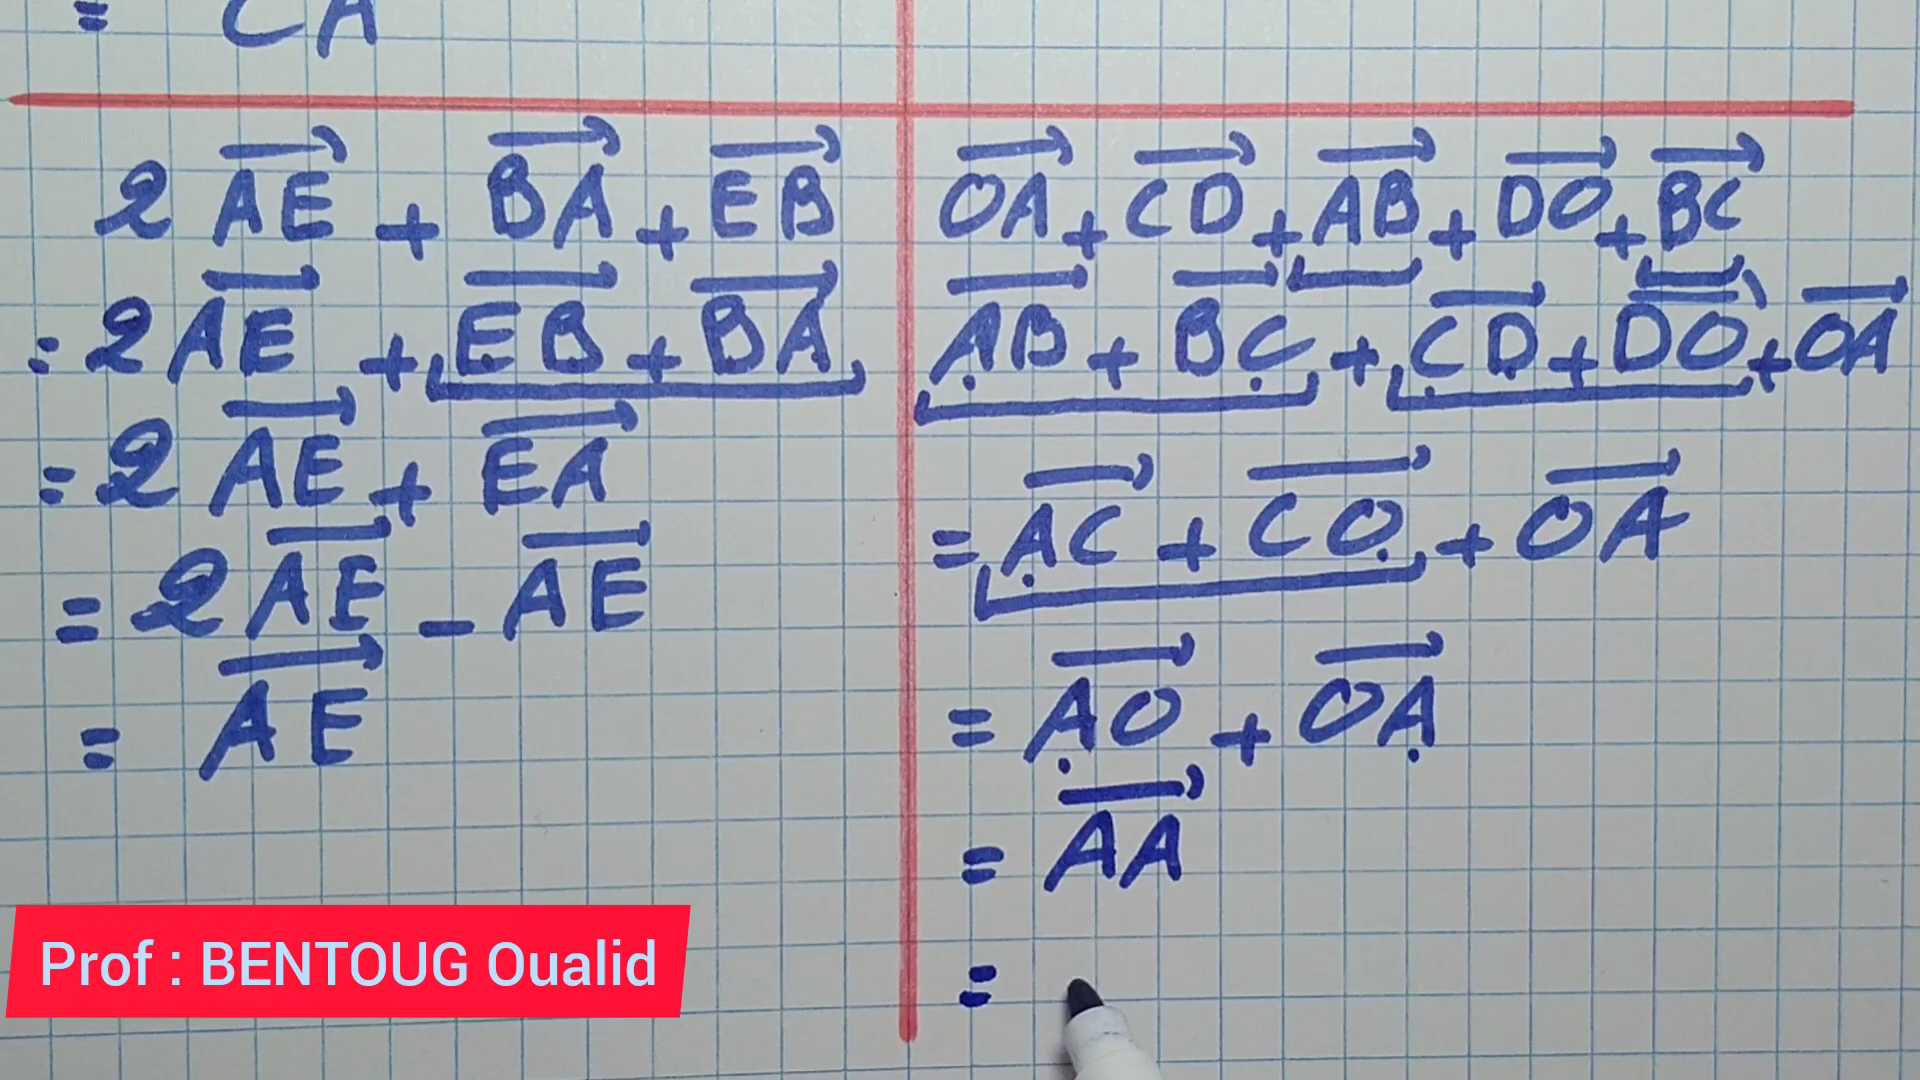 = CA
2 AE + BA + EB
= 2 AE + EB + BA
= 2 AE + EA
= 2 AE - AE
= AE
OA + CD + AB + DO + BC
AB + BC + CD + DO + OA
= AC + CO + OA
= AO + OA
= AA
=
Prof : BENTOUG Oualid